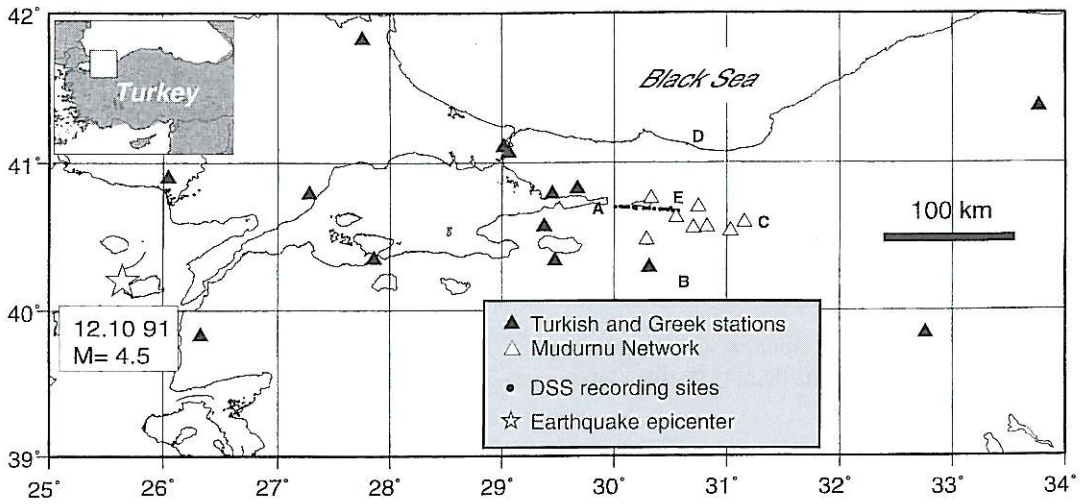 42°
Turkey
Black Sea
D
41°
E
A
C
100 km
B
40°
12.10 91
M= 4.5
Turkish and Greek stations
Mudurnu Network
DSS recording sites
Earthquake epicenter
39°
25°
26°
27°
28°
29°
30°
31°
32°
33°
34°